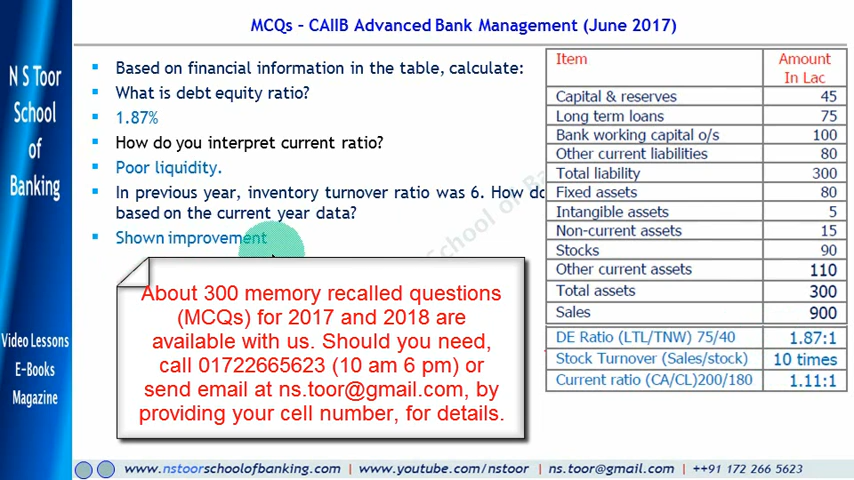 MCQs – CAIIB Advanced Bank Management (June 2017)
N S Toor
School
of
Banking
Video Lessons
E-Books
Magazine
Based on financial information in the table, calculate:
What is debt equity ratio?
1.87%
How do you interpret current ratio?
Poor liquidity.
In previous year, inventory turnover ratio was 6. How do
based on the current year data?
Shown improvement
School of B
About 300 memory recalled questions
(MCQs) for 2017 and 2018 are
available with us. Should you need,
call 01722665623 (10 am 6 pm) or
send email at ns.toor@gmail.com, by
providing your cell number, for details.
Item Amount
In Lac
Capital & reserves 45
Long term loans 75
Bank working capital o/s 100
Other current liabilities 80
Total liability 300
Fixed assets 80
Intangible assets 5
Non-current assets 15
Stocks 90
Other current assets 110
Total assets 300
Sales 900
DE Ratio (LTL/TNW) 75/40 1.87:1
Stock Turnover (Sales/stock) 10 times
Current ratio (CA/CL)200/180 1.11:1
www.nstoorschoolofbanking.com | www.youtube.com/nstoor | ns.toor@gmail.com | ++91 172 266 5623